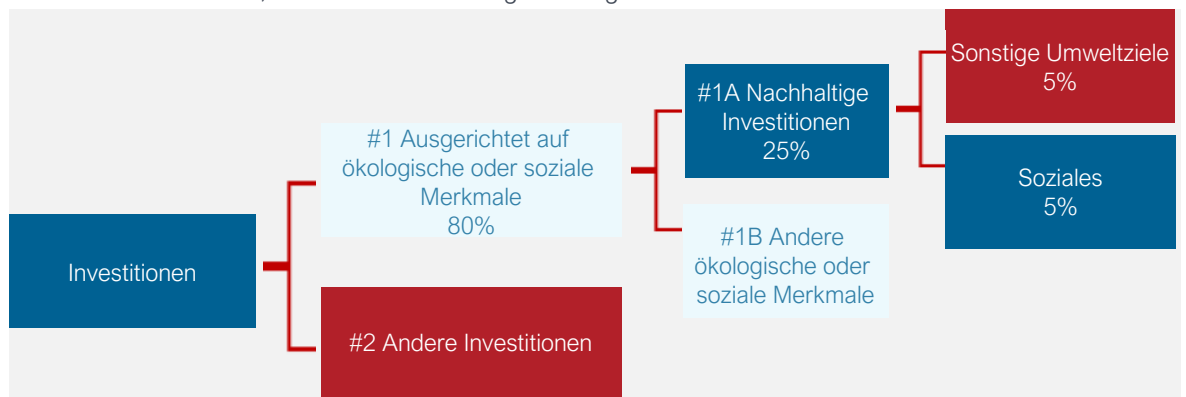 Investitionen
#1 Ausgerichtet auf
ökologische oder soziale
Merkmale
80%
#2 Andere Investitionen
#1A Nachhaltige
Investitionen
25%
#1B Andere
ökologische oder
soziale Merkmale
Sonstige Umweltziele
5%
Soziales
5%